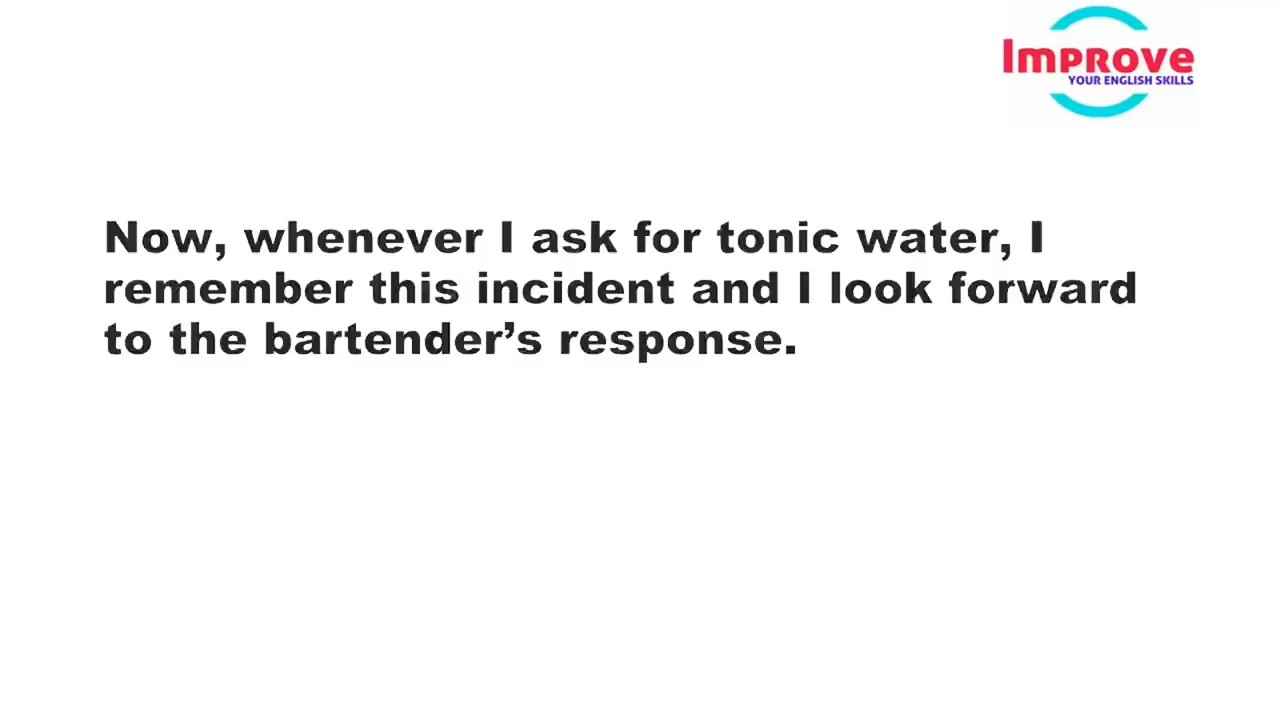 Improve
YOUR ENGLISH SKILLS
Now, whenever I ask for tonic water, I
remember this incident and I look forward
to the bartender’s response.